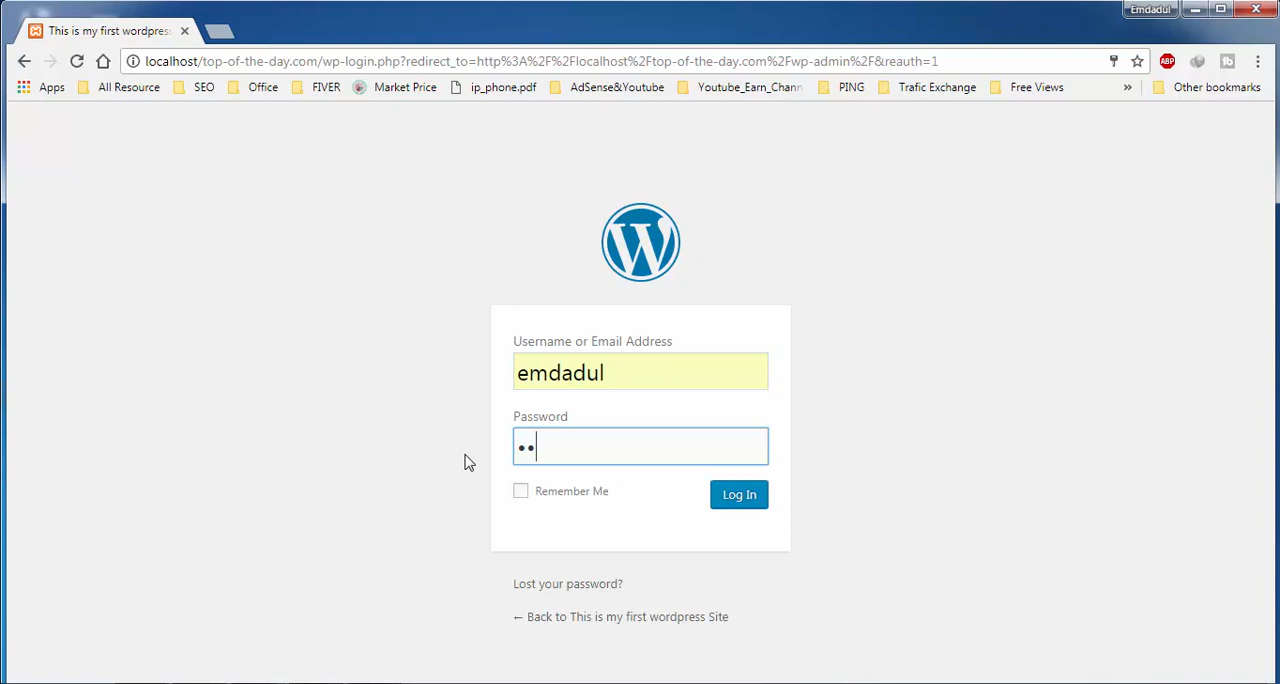 Emdadul
This is my first wordpress
localhost/top-of-the-day.com/wp-login.php?redirect_to=http%3A%2F%2Flocalhost%2Ftop-of-the-day.com%2Fwp-admin%2F&reauth=1
ABP
Apps All Resource SEO Office FIVER Market Price ip_phone.pdf AdSense&Youtube Youtube_Earn_Chann PING Trafic Exchange Free Views » Other bookmarks
W
Username or Email Address
emdadul
Password
••
Remember Me Log In
Lost your password?
← Back to This is my first wordpress Site